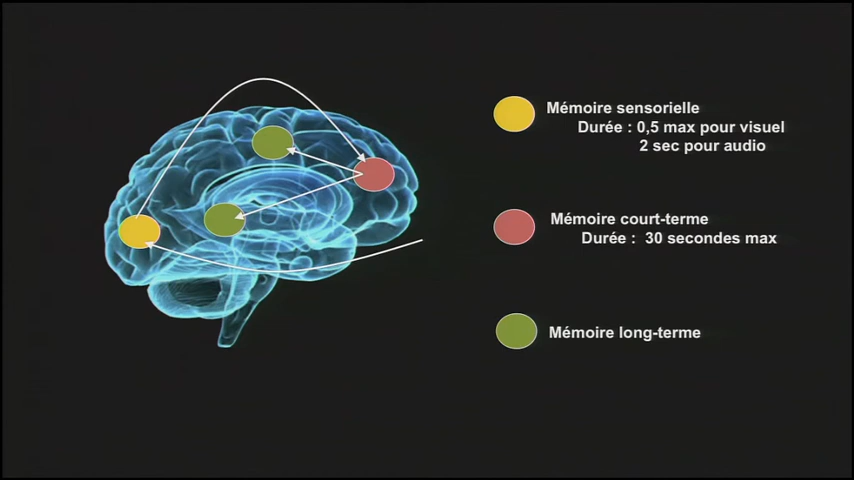 Mémoire sensorielle
Durée : 0,5 max pour visuel
2 sec pour audio
Mémoire court-terme
Durée : 30 secondes max
Mémoire long-terme